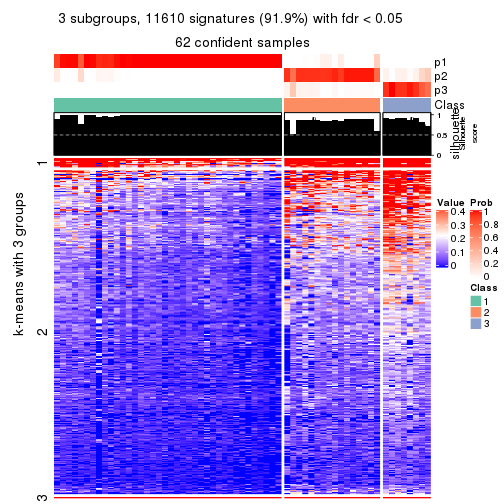 3 subgroups, 11610 signatures (91.9%) with fdr < 0.05
62 confident samples
p1
p2
p3
Class
1
0.5
0
silhouette
Silhouette
score
k-means with 3 groups
1
2
3
Value
0.4
0.3
0.2
0.1
0
Prob
1
0.8
0.6
0.4
0.2
0
Class
1
2
3